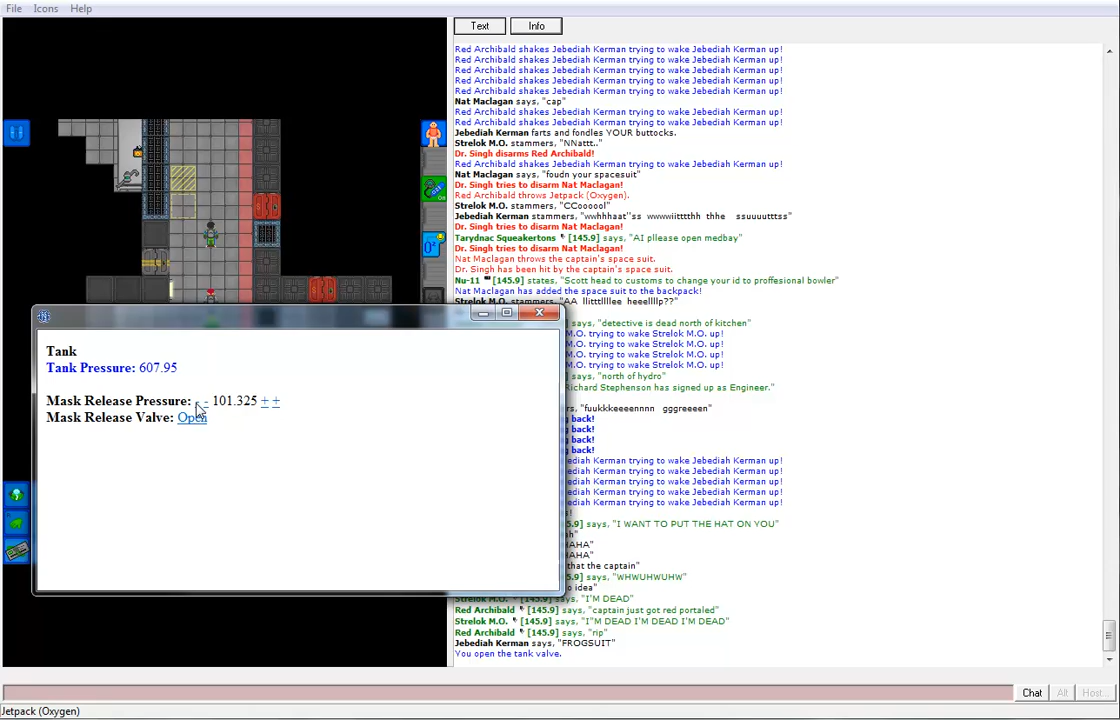 File Icons Help
Text Info
Red Archibald shakes Jebediah Kerman trying to wake Jebediah Kerman up!
Red Archibald shakes Jebediah Kerman trying to wake Jebediah Kerman up!
Red Archibald shakes Jebediah Kerman trying to wake Jebediah Kerman up!
Red Archibald shakes Jebediah Kerman trying to wake Jebediah Kerman up!
Red Archibald shakes Jebediah Kerman trying to wake Jebediah Kerman up!
Nat Maclagan says, "cap"
Red Archibald shakes Jebediah Kerman trying to wake Jebediah Kerman up!
Red Archibald shakes Jebediah Kerman trying to wake Jebediah Kerman up!
Jebediah Kerman farts and fondles YOUR buttocks.
Strelok M.O. stammers, "NNattt.."
Dr. Singh disarms Red Archibald!
Red Archibald shakes Jebediah Kerman trying to wake Jebediah Kerman up!
Nat Maclagan says, "foudn your spacesuit"
Dr. Singh tries to disarm Nat Maclagan!
Red Archibald throws Jetpack (Oxygen).
Strelok M.O. stammers, "CCoooool"
Jebediah Kerman stammers, "wwhhhaat''ss wwwwiittttthh thhe ssuuuutttss"
Dr. Singh tries to disarm Nat Maclagan!
Tarydnac Squeakertons [145.9] says, "AI pllease open medbay"
Dr. Singh tries to disarm Nat Maclagan!
Nat Maclagan throws the captain's space suit.
Dr. Singh has been hit by the captain's space suit.
Nu-11 [145.9] states, "Scott head to customs to change your id to proffesional bowler"
Nat Maclagan has added the space suit to the backpack!
Strelok M.O. stammers, "AA llitttllllee heeellllp??"
says, "detective is dead north of kitchen"
M.O. trying to wake Strelok M.O. up!
M.O. trying to wake Strelok M.O. up!
M.O. trying to wake Strelok M.O. up!
says, "north of hydro"
Richard Stephenson has signed up as Engineer."
ers, "fuukkkeeeennnn gggreeeen"
ng back!
ng back!
ng back!
ng back!
ediah Kerman trying to wake Jebediah Kerman up!
ediah Kerman trying to wake Jebediah Kerman up!
ediah Kerman trying to wake Jebediah Kerman up!
ediah Kerman trying to wake Jebediah Kerman up!
ediah Kerman trying to wake Jebediah Kerman up!
5.9] says, "I WANT TO PUT THE HAT ON YOU"
HAHA"
HAHA"
that the captain"
5.9] says, "WHWUHWUHW"
o idea"
Strelok M.O. [145.9] says, "I'M DEAD"
Red Archibald [145.9] says, "captain just got red portaled"
Strelok M.O. [145.9] says, "I"M DEAD I'M DEAD I'M DEAD"
Red Archibald [145.9] says, "rip"
Jebediah Kerman says, "FROGSUIT"
You open the tank valve.
Tank
Tank Pressure: 607.95
Mask Release Pressure: - - 101.325 + +
Mask Release Valve: Open
Chat All Host...
Jetpack (Oxygen)